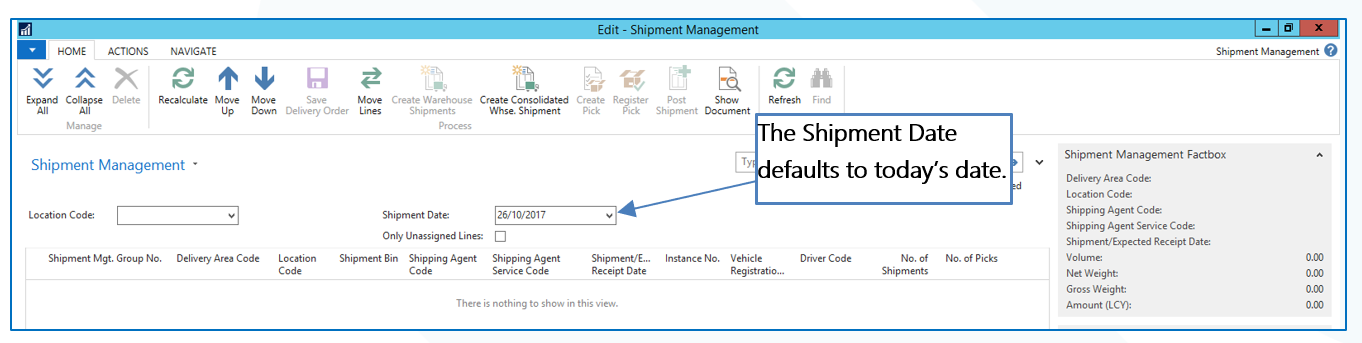 Edit - Shipment Management
HOME ACTIONS NAVIGATE
Shipment Management
Expand All
Collapse All
Delete
Manage
Recalculate
Move Up
Move Down
Save Delivery Order
Move Lines
Create Warehouse Shipments
Create Consolidated Whse. Shipment
Create Pick
Register Pick
Post Shipment
Show Document
Process
Refresh
Find
The Shipment Date
defaults to today's date.
Shipment Management
Location Code:
Shipment Date: 26/10/2017
Only Unassigned Lines:
Shipment Mgt. Group No.
Delivery Area Code
Location Code
Shipment Bin
Shipping Agent Code
Shipping Agent Service Code
Shipment/E... Receipt Date
Instance No.
Vehicle Registratio...
Driver Code
No. of Shipments
No. of Picks
There is nothing to show in this view.
Shipment Management Factbox
Delivery Area Code:
Location Code:
Shipping Agent Code:
Shipping Agent Service Code:
Shipment/Expected Receipt Date:
Volume: 0.00
Net Weight: 0.00
Gross Weight: 0.00
Amount (LCY): 0.00